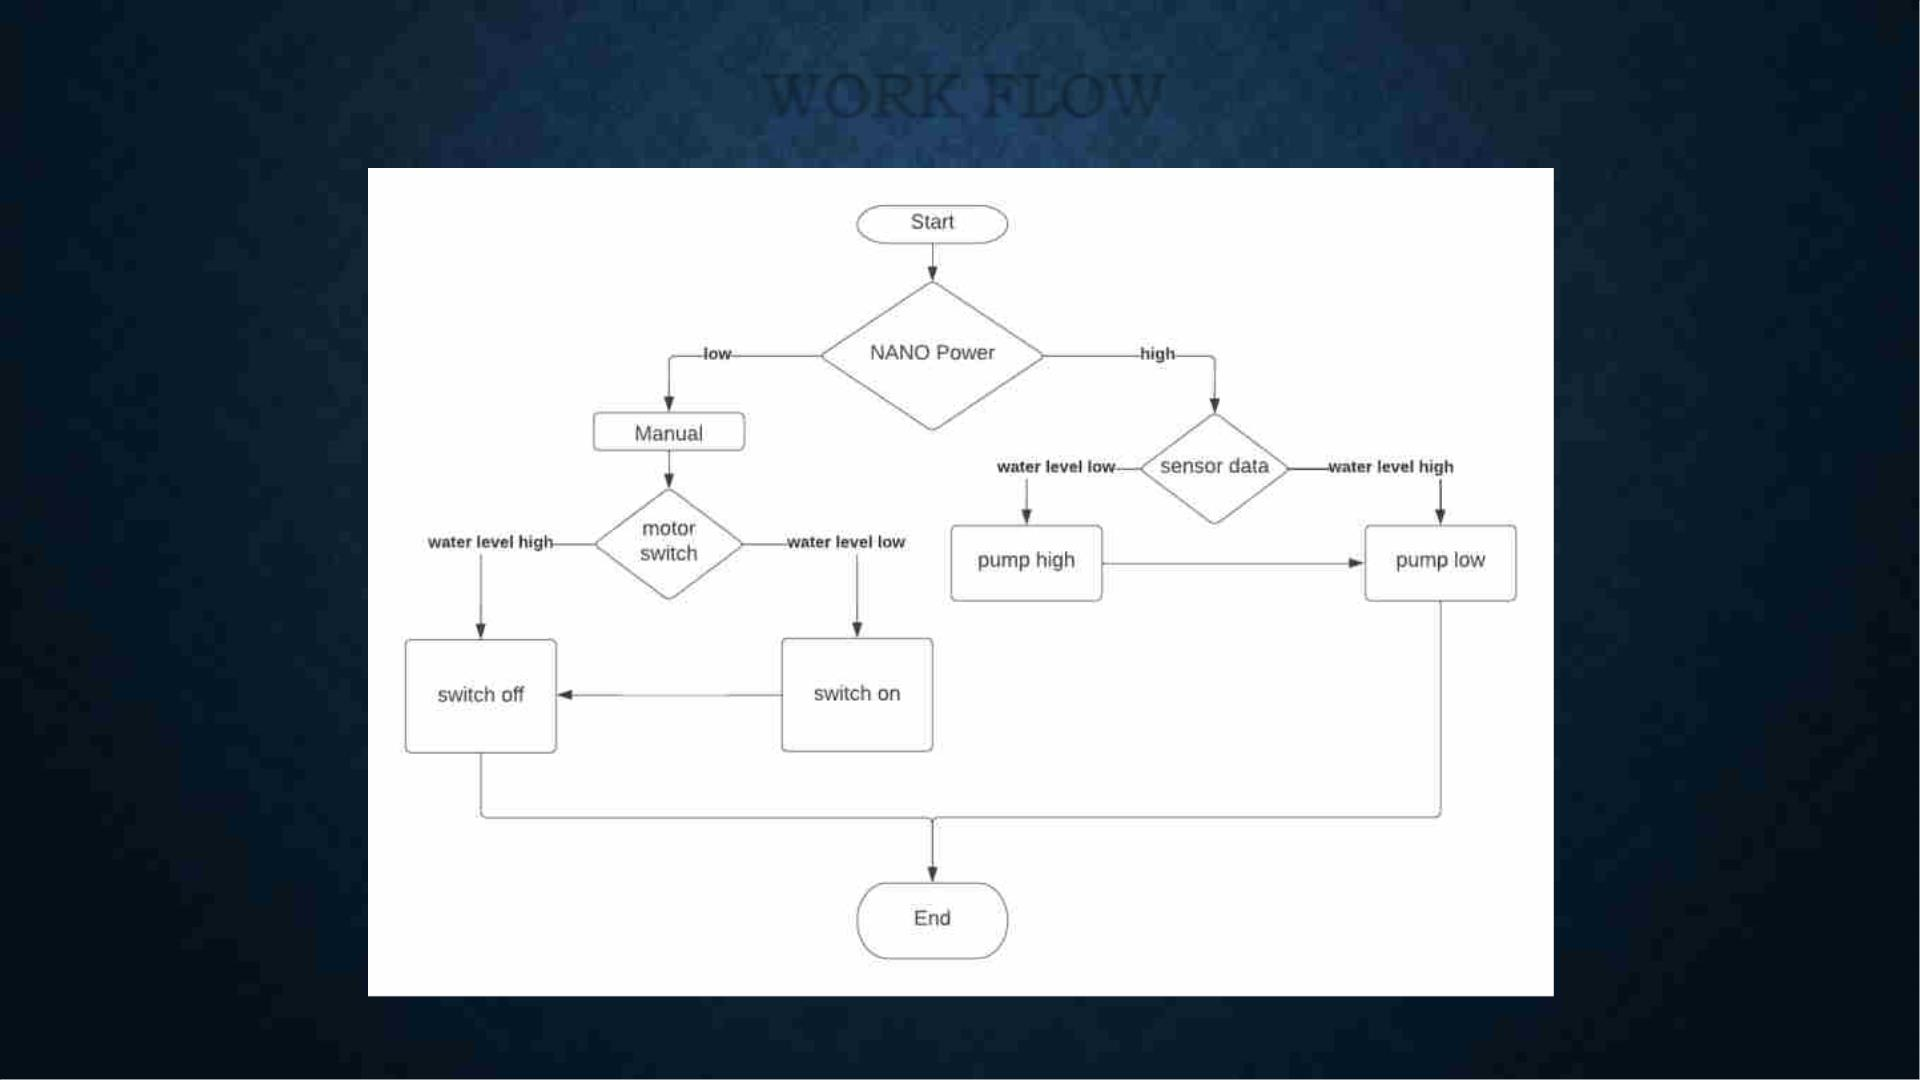 WORK FLOW
Start
NANO Power
low
high
Manual
sensor data
water level low
water level high
motor
switch
water level high
water level low
pump high
pump low
switch off
switch on
End